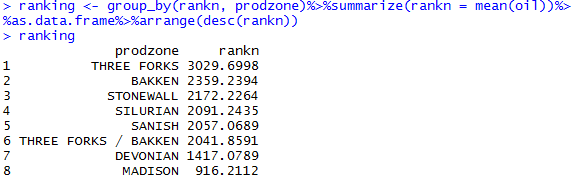 > ranking <- group_by(rankn, prodzone)%>%summarize(rankn = mean(oil))%>
%as.data.frame%>%arrange(desc(rankn))
> ranking
prodzone rankn
1 THREE FORKS 3029.6998
2 BAKKEN 2359.2394
3 STONEWALL 2172.2264
4 SILURIAN 2091.2435
5 SANISH 2057.0689
6 THREE FORKS / BAKKEN 2041.8591
7 DEVONIAN 1417.0789
8 MADISON 916.2112